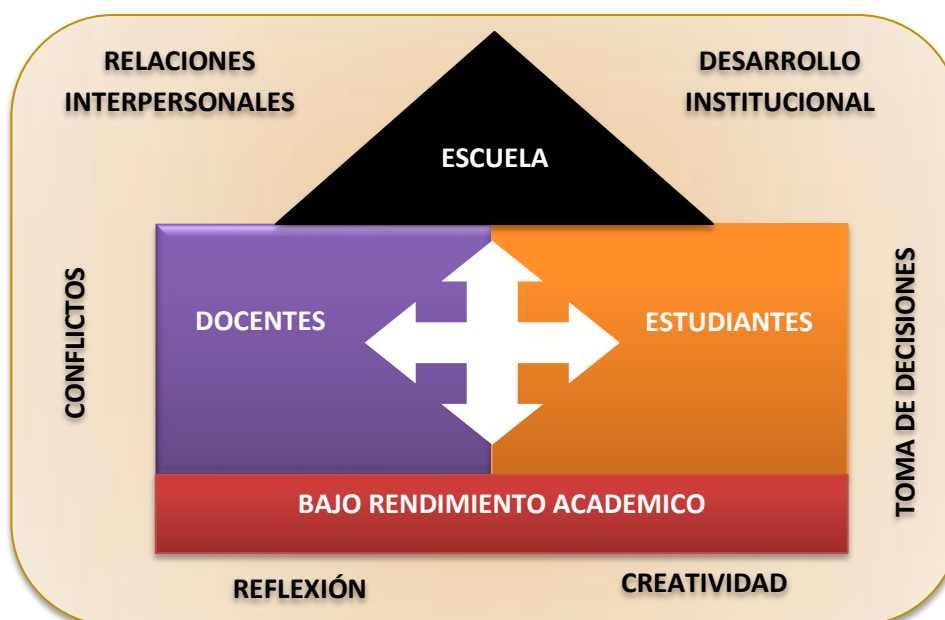 RELACIONES
INTERPERSONALES
DESARROLLO
INSTITUCIONAL
ESCUELA
CONFLICTOS
DOCENTES
ESTUDIANTES
TOMA DE DECISIONES
BAJO RENDIMIENTO ACADEMICO
REFLEXIÓN
CREATIVIDAD